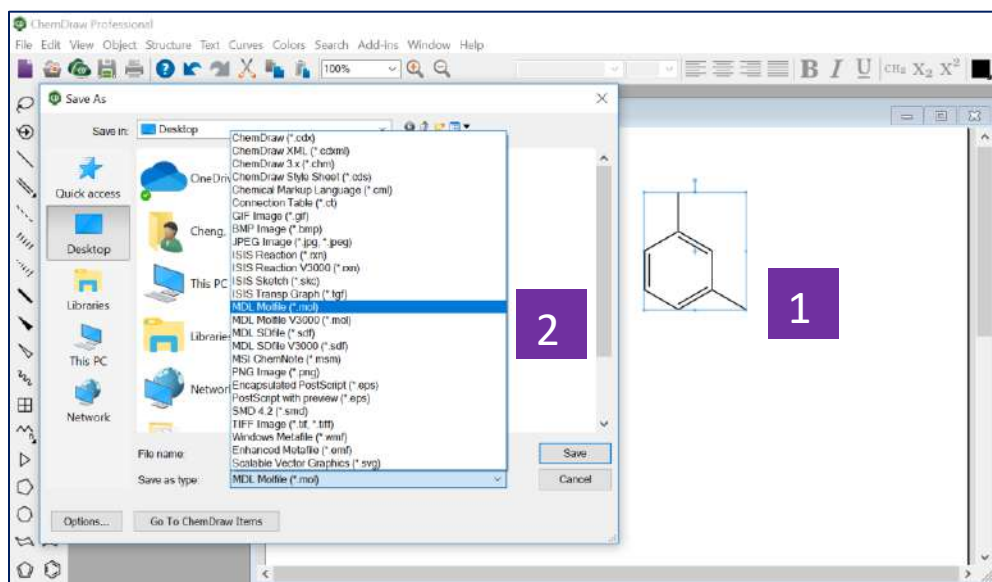 ChemDraw Professional
File Edit View Object Structure Text Curves Colors Search Add-Ins Window Help
100%
B I U CH₂ X₂ X²
Save As
Save in: Desktop
ChemDraw (*.cdx)
ChemDraw XML (*.cdxml)
ChemDraw 3.x (*.chm)
ChemDraw Style Sheet (*.cds)
Chemical Markup Language (*.cml)
Connection Table (*.ct)
GIF Image (*.gif)
BMP Image (*.bmp)
JPEG Image (*.jpg, *.jpeg)
ISIS Reaction (*.rxn)
ISIS Reaction V3000 (*.rxn)
ISIS Sketch (*.skc)
ISIS Transp Graph (*.tgf)
MDL Molfile (*.mol)
MDL Molfile V3000 (*.mol)
MDL SDfile (*.sdf)
MDL SDfile V3000 (*.sdf)
MSI ChemNote (*.msm)
PNG Image (*.png)
Encapsulated PostScript (*.eps)
PostScript with preview (*.eps)
SMD 4.2 (*.smd)
TIFF Image (*.tif, *.tiff)
Windows Metafile (*.wmf)
Enhanced Metafile (*.emf)
Scalable Vector Graphics (*.svg)
Quick access
Desktop
Libraries
This PC
Network
OneDriv
Cheng,
This PC
Librarie
Networ
File name:
Save as type: MDL Molfile (*.mol)
Save
Cancel
Options...
Go To ChemDraw Items
1
2